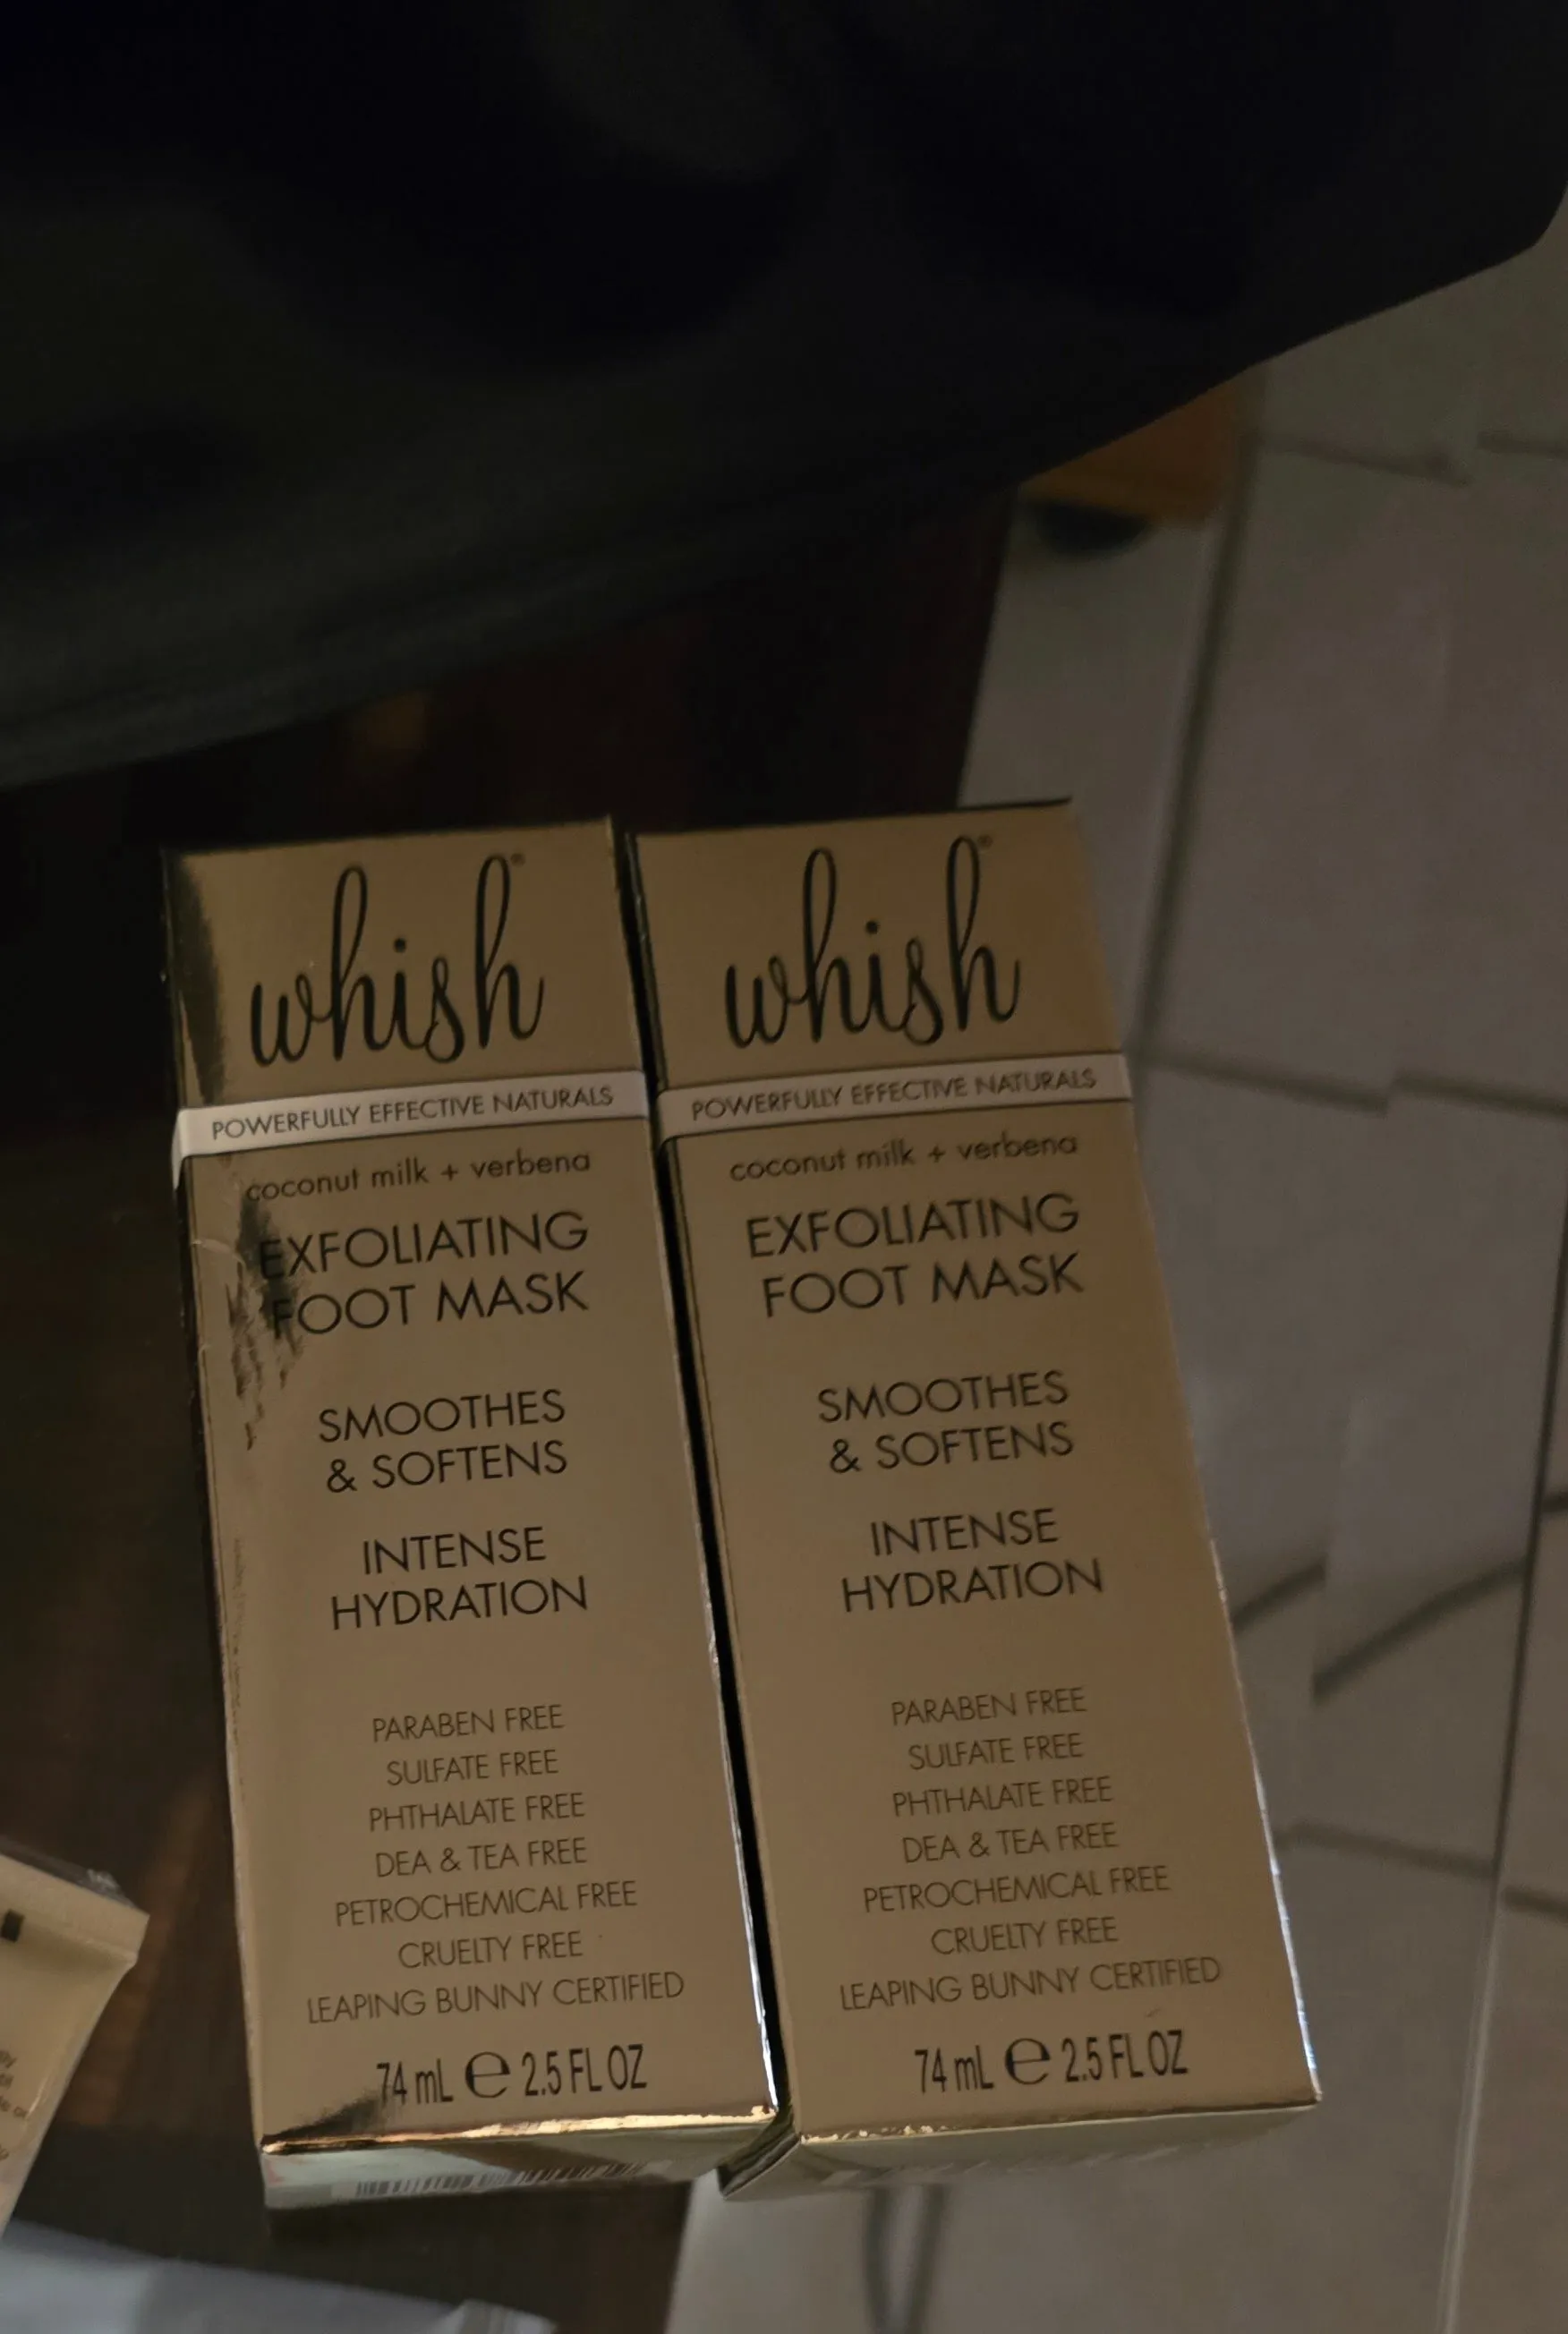 whish®
POWERFULLY EFFECTIVE NATURALS
coconut milk + verbena
EXFOLIATING
FOOT MASK
SMOOTHES
& SOFTENS
INTENSE
HYDRATION
PARABEN FREE
SULFATE FREE
PHTHALATE FREE
DEA & TEA FREE
PETROCHEMICAL FREE
CRUELTY FREE
LEAPING BUNNY CERTIFIED
74 mL ℮ 2.5 FL OZ
whish®
POWERFULLY EFFECTIVE NATURALS
coconut milk + verbena
EXFOLIATING
FOOT MASK
SMOOTHES
& SOFTENS
INTENSE
HYDRATION
PARABEN FREE
SULFATE FREE
PHTHALATE FREE
DEA & TEA FREE
PETROCHEMICAL FREE
CRUELTY FREE
LEAPING BUNNY CERTIFIED
74 mL ℮ 2.5 FL OZ